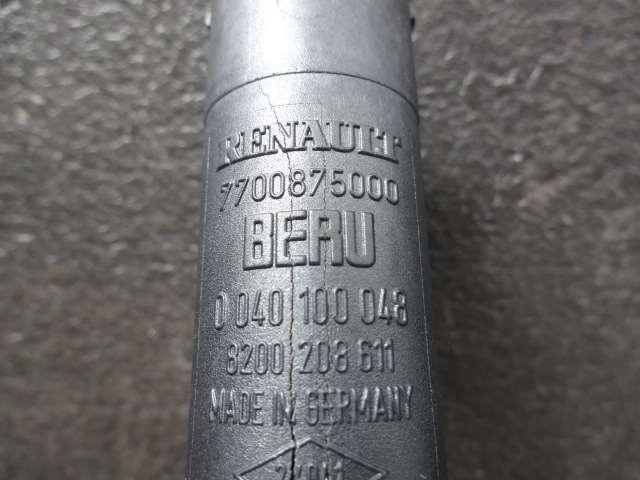 RENAULT
7700875000
BERU
0 040 100 048
8200 208 611
MADE IN GERMANY